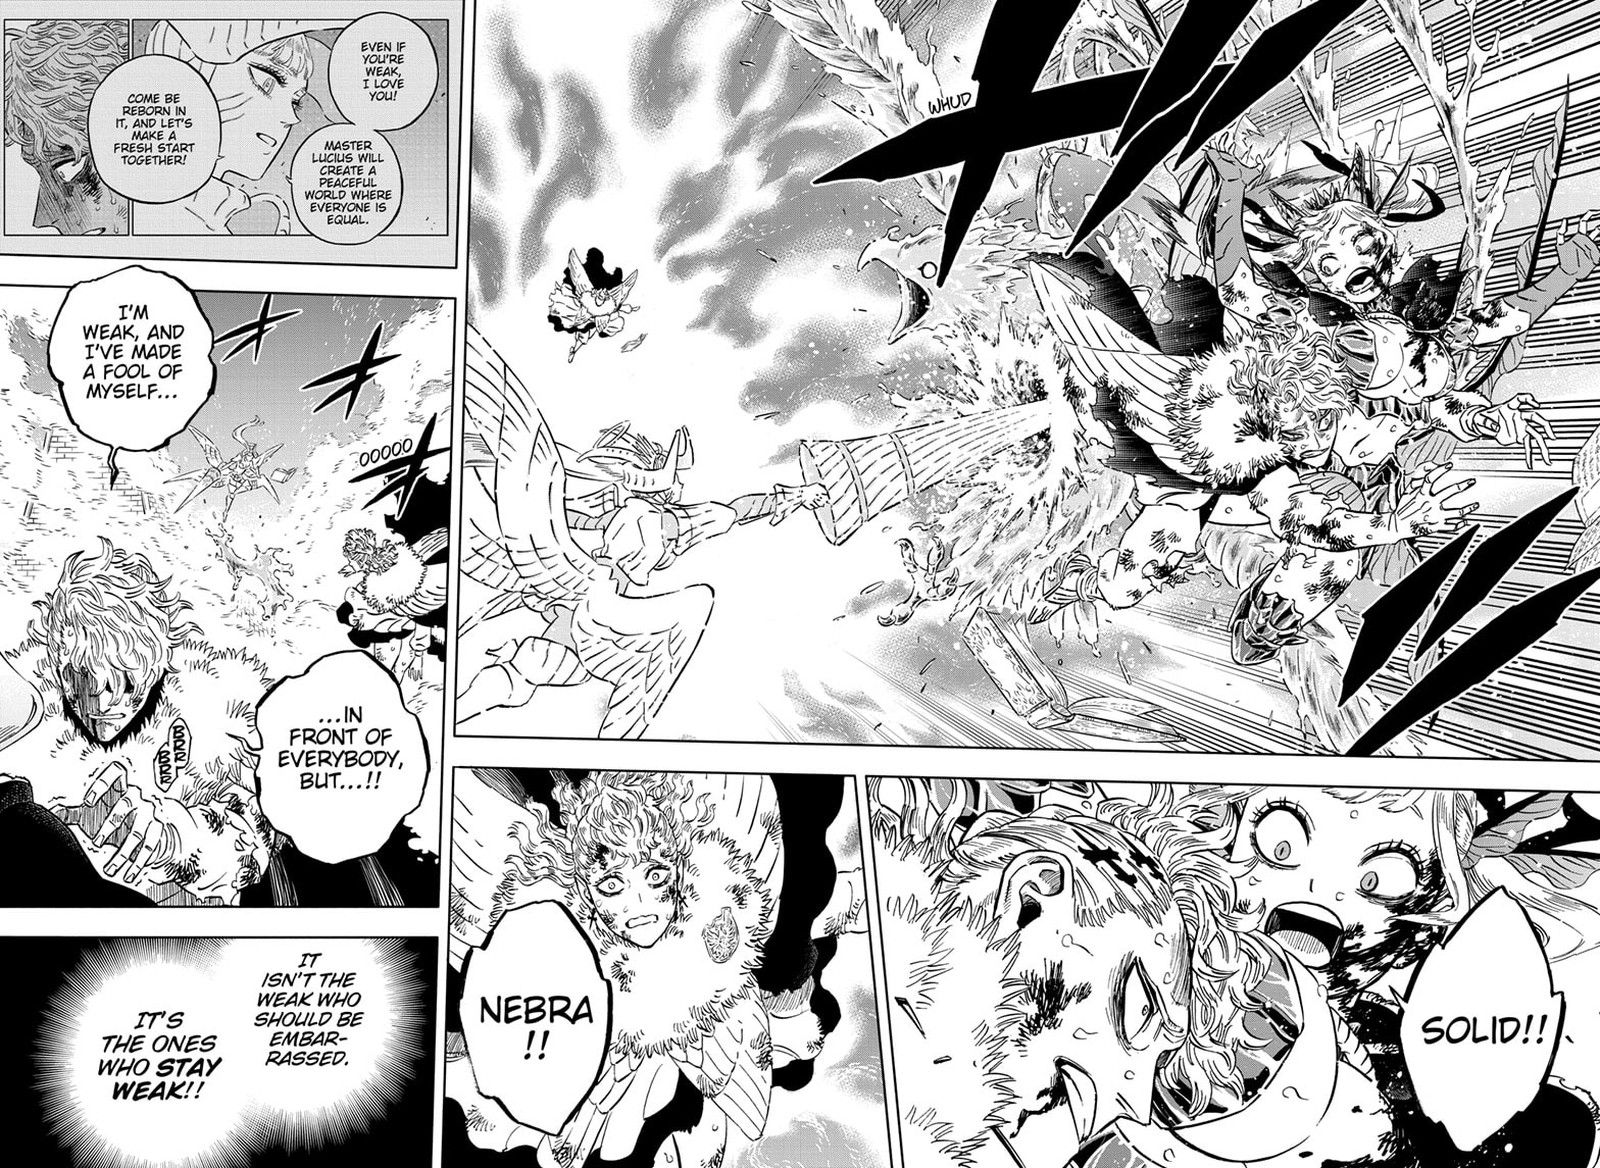 WHUD
SOLID!!
NEBRA
!!
EVEN IF
YOU'RE
WEAK,
I LOVE
YOU!
MASTER
LUCIUS WILL
CREATE A
PEACEFUL
WORLD WHERE
EVERYONE IS
EQUAL.
COME BE
REBORN IN
IT, AND LET'S
MAKE A
FRESH START
TOGETHER!
OOOOO
I'M
WEAK, AND
I'VE MADE
A FOOL OF
MYSELF...
...IN
FRONT OF
EVERYBODY,
BUT...!!
IT
ISN'T THE
WEAK WHO
SHOULD BE
EMBAR-
RASSED.
IT'S
THE ONES
WHO STAY
WEAK!!